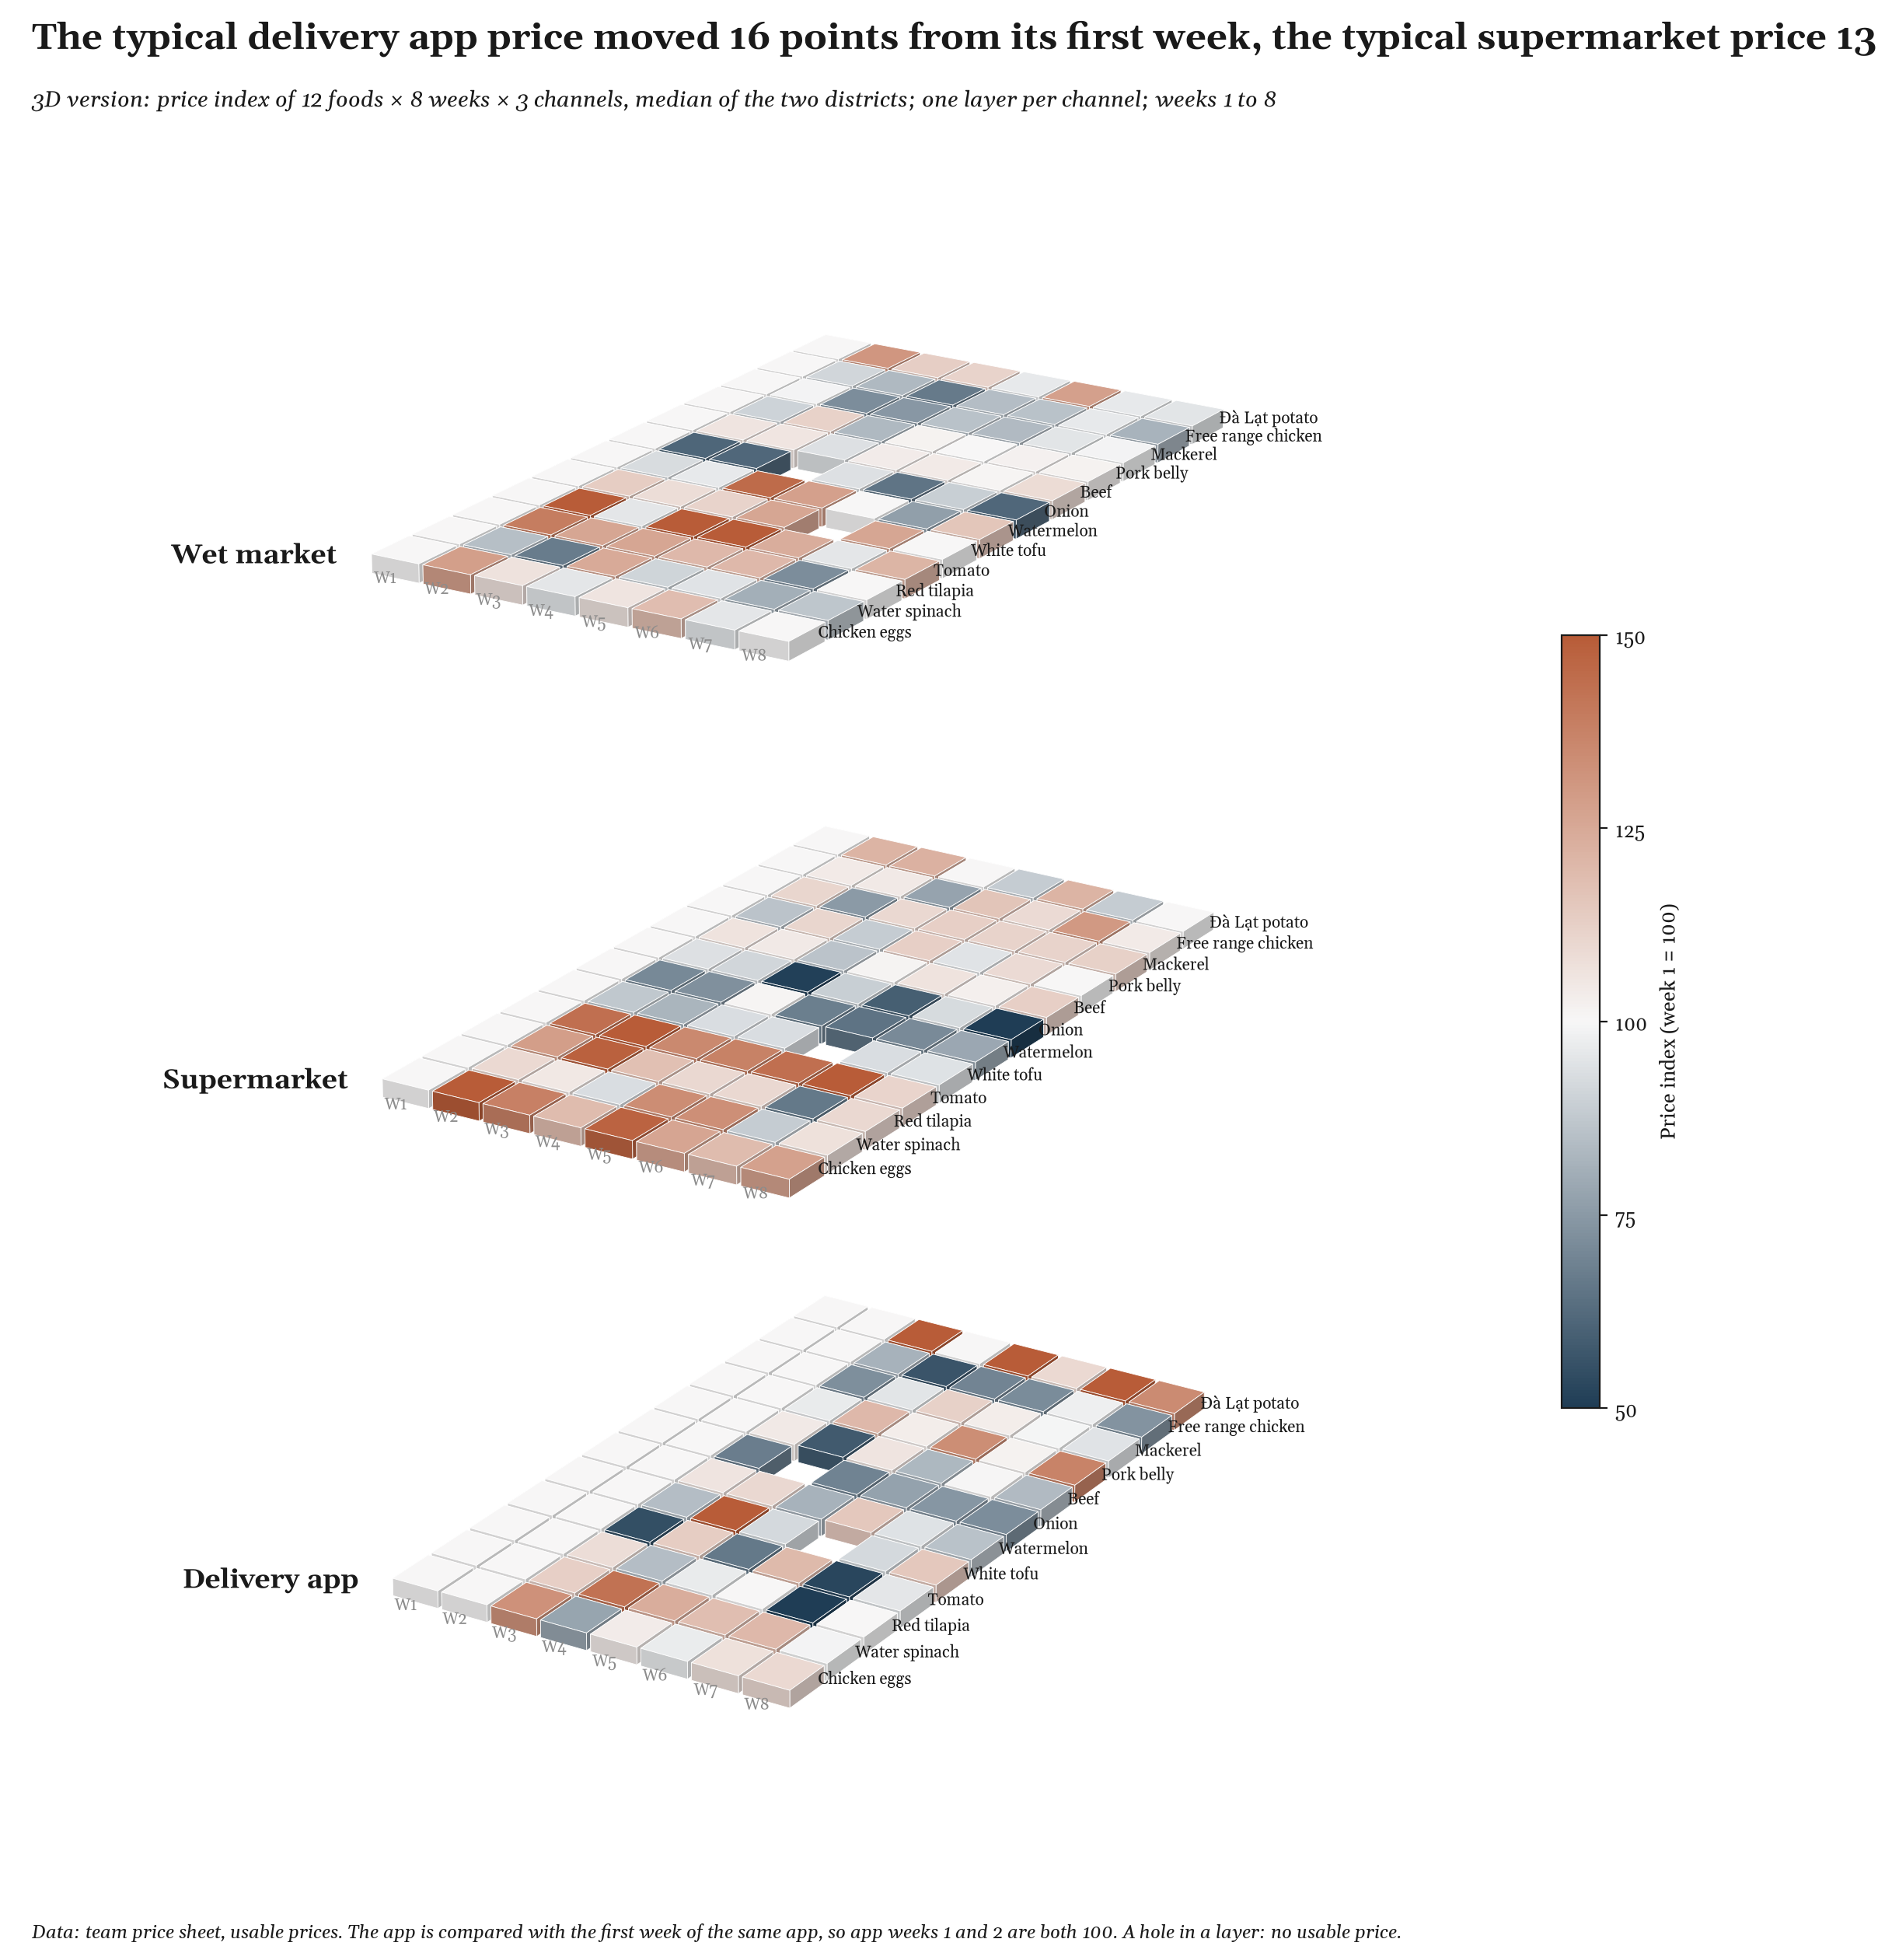 The typical delivery app price moved 16 points from its first week, the typical supermarket price 13
3D version: price index of 12 foods × 8 weeks × 3 channels, median of the two districts; one layer per channel; weeks 1 to 8
Wet market
W1
W2
W3
W4
W5
W6
W7
W8
Đà Lạt potato
Free range chicken
Mackerel
Pork belly
Beef
Onion
Watermelon
White tofu
Tomato
Red tilapia
Water spinach
Chicken eggs
Supermarket
W1
W2
W3
W4
W5
W6
W7
W8
Đà Lạt potato
Free range chicken
Mackerel
Pork belly
Beef
Onion
Watermelon
White tofu
Tomato
Red tilapia
Water spinach
Chicken eggs
Delivery app
W1
W2
W3
W4
W5
W6
W7
W8
Đà Lạt potato
Free range chicken
Mackerel
Pork belly
Beef
Onion
Watermelon
White tofu
Tomato
Red tilapia
Water spinach
Chicken eggs
150
125
100
75
50
Price index (week 1 = 100)
Data: team price sheet, usable prices. The app is compared with the first week of the same app, so app weeks 1 and 2 are both 100. A hole in a layer: no usable price.